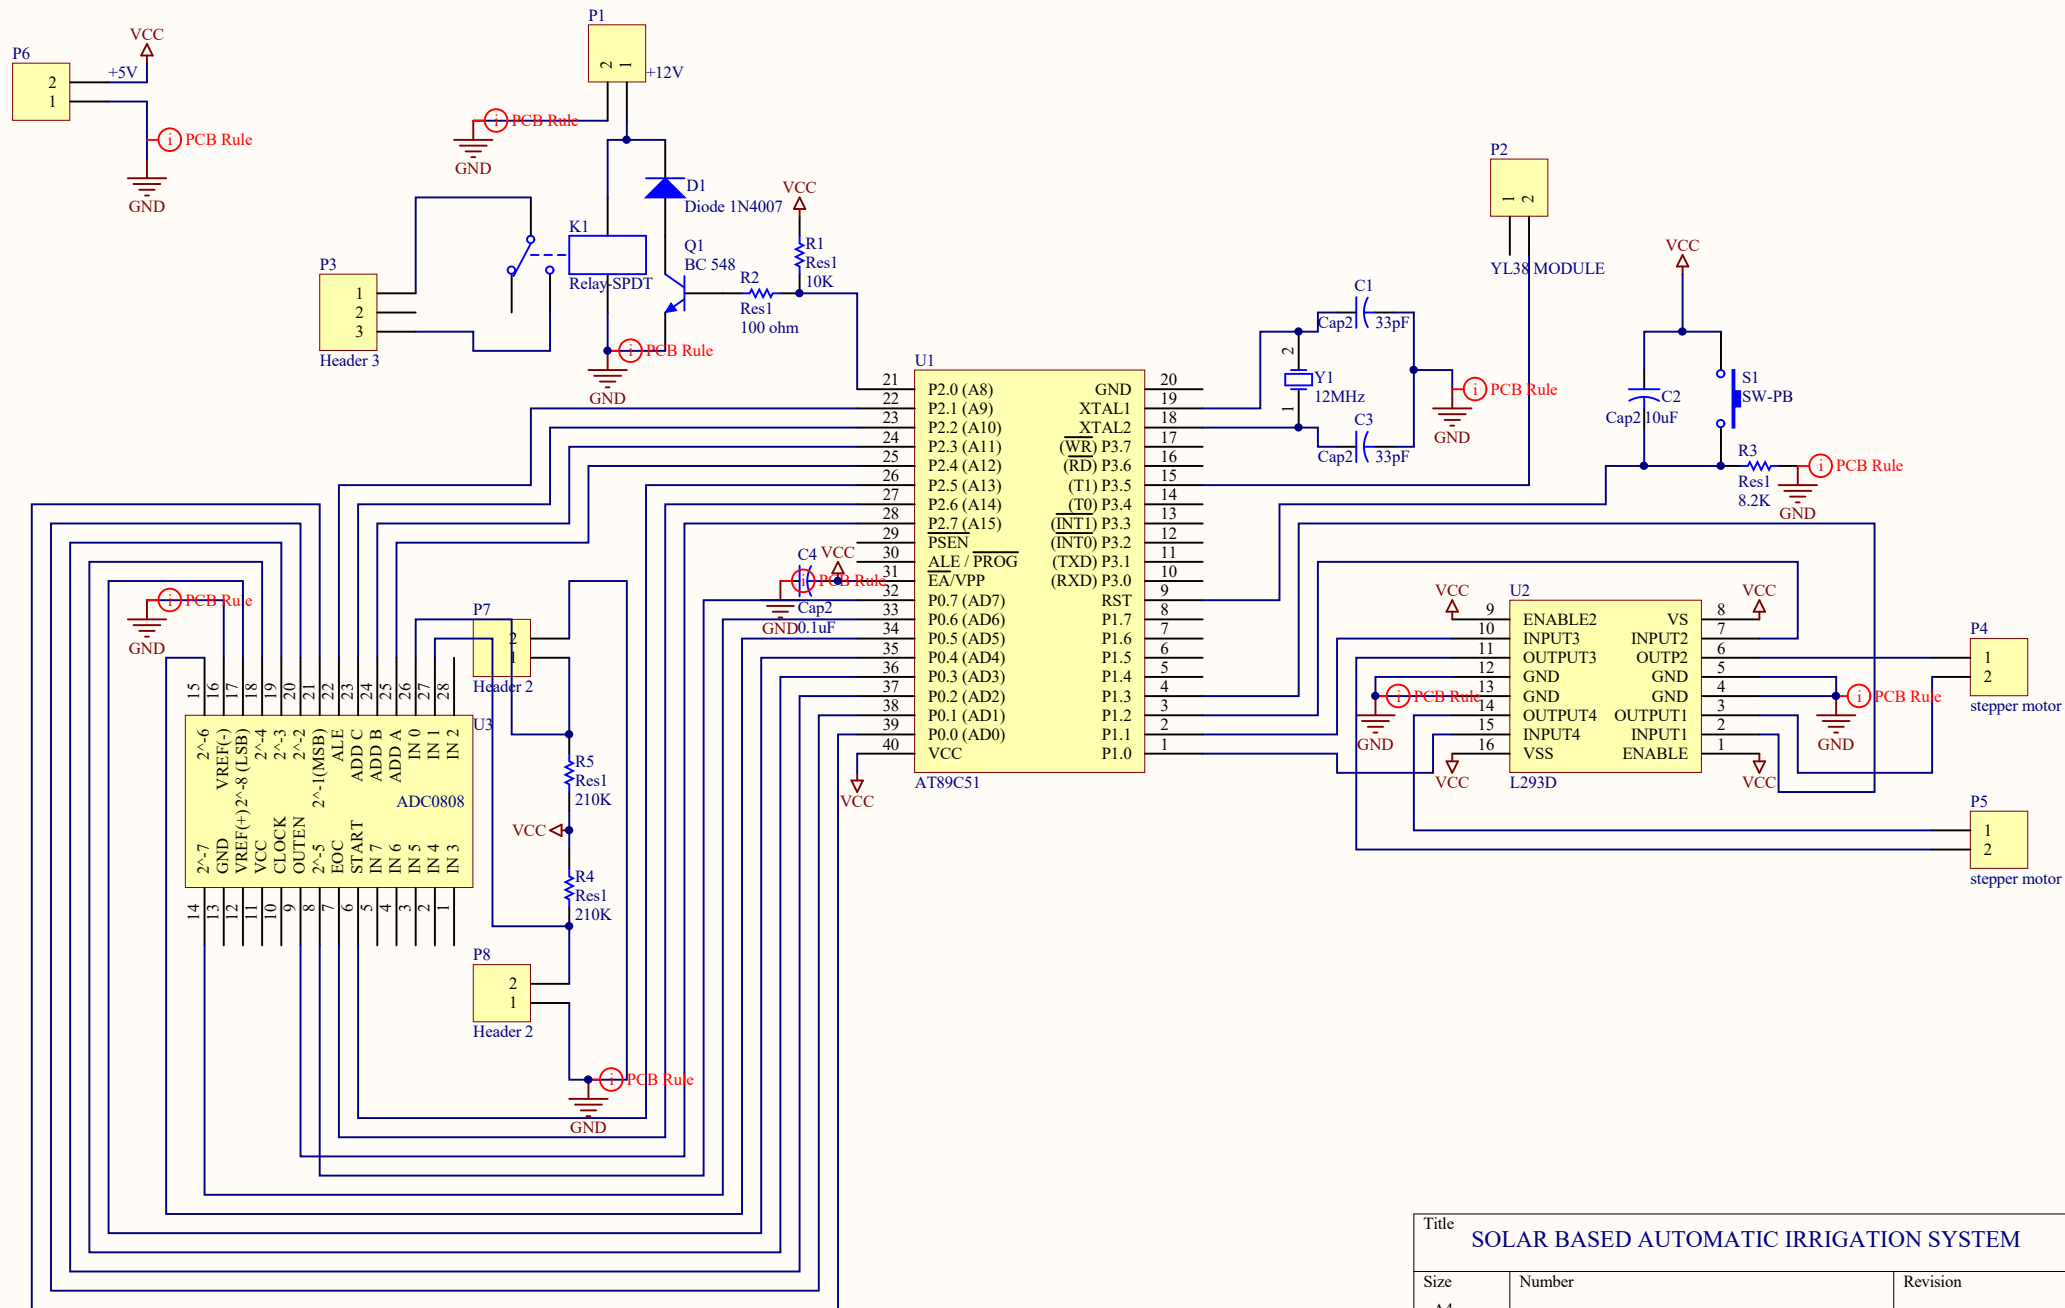 P6
2
1
+5V
VCC
PCB Rule
GND
P1
2
1
+12V
PCB Rule
GND
D1
Diode 1N4007
VCC
R1
Res1
10K
K1
Relay-SPDT
Q1
BC 548
R2
Res1
100 ohm
PCB Rule
GND
P3
1
2
3
Header 3
U1
21 P2.0 (A8)
22 P2.1 (A9)
23 P2.2 (A10)
24 P2.3 (A11)
25 P2.4 (A12)
26 P2.5 (A13)
27 P2.6 (A14)
28 P2.7 (A15)
29 PSEN
30 ALE / PROG
31 EA/VPP
32 P0.7 (AD7)
33 P0.6 (AD6)
34 P0.5 (AD5)
35 P0.4 (AD4)
36 P0.3 (AD3)
37 P0.2 (AD2)
38 P0.1 (AD1)
39 P0.0 (AD0)
40 VCC
GND 20
XTAL1 19
XTAL2 18
(WR) P3.7 17
(RD) P3.6 16
(T1) P3.5 15
(T0) P3.4 14
(INT1) P3.3 13
(INT0) P3.2 12
(TXD) P3.1 11
(RXD) P3.0 10
RST 9
P1.7 8
P1.6 7
P1.5 6
P1.4 5
P1.3 4
P1.2 3
P1.1 2
P1.0 1
AT89C51
VCC
C4
VCC
PCB Rule
Cap2
GND
0.1uF
C1
Cap2
33pF
2
Y1
12MHz
1
C3
Cap2
33pF
PCB Rule
GND
P2
1
2
YL38 MODULE
VCC
C2
Cap2
10uF
S1
SW-PB
R3
Res1
8.2K
PCB Rule
GND
U2
VCC
9 ENABLE2
10 INPUT3
11 OUTPUT3
12 GND
13 GND
14 OUTPUT4
15 INPUT4
16 VSS
VS 8
INPUT2 7
OUTP2 6
GND 5
GND 4
OUTPUT1 3
INPUT1 2
ENABLE 1
L293D
VCC
VCC
VCC
PCB Rule
GND
PCB Rule
GND
P4
1
2
stepper motor
P5
1
2
stepper motor
PCB Rule
GND
P7
2
1
Header 2
U3
15 2^-6
16 VREF(-)
17 2^-8 (LSB)
18 2^-4
19 2^-3
20 2^-2
21 2^-1(MSB)
22 ALE
23 ADD C
24 ADD B
25 ADD A
26 IN 0
27 IN 1
28 IN 2
ADC0808
14 2^-7
13 GND
12 VREF(+)
11 VCC
10 CLOCK
9 OUTEN
8 2^-5
7 EOC
6 START
5 IN 7
4 IN 6
3 IN 5
2 IN 4
1 IN 3
R5
Res1
210K
VCC
R4
Res1
210K
P8
2
1
Header 2
PCB Rule
GND
Title
SOLAR BASED AUTOMATIC IRRIGATION SYSTEM
Size
Number
Revision